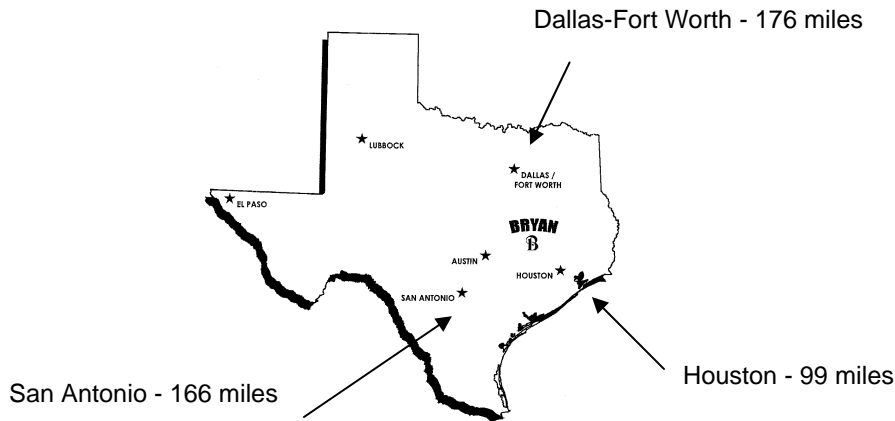 Dallas-Fort Worth - 176 miles
LUBBOCK
DALLAS /
FORT WORTH
EL PASO
BRYAN
B
AUSTIN
HOUSTON
SAN ANTONIO
Houston - 99 miles
San Antonio - 166 miles